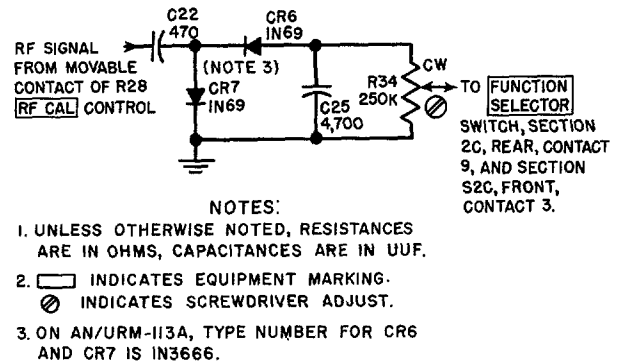 C22
470
CR6
IN69
RF SIGNAL
FROM MOVABLE
CONTACT OF R28
RF CAL CONTROL
(NOTE 3)
CR7
IN69
C25
4,700
R34
250K
CW
TO FUNCTION
SELECTOR
SWITCH, SECTION
2C, REAR, CONTACT
9, AND SECTION
S2C, FRONT,
CONTACT 3.
NOTES:
1. UNLESS OTHERWISE NOTED, RESISTANCES
ARE IN OHMS, CAPACITANCES ARE IN UUF.
2. INDICATES EQUIPMENT MARKING.
INDICATES SCREWDRIVER ADJUST.
3. ON AN/URM-113A, TYPE NUMBER FOR CR6
AND CR7 IS IN3666.